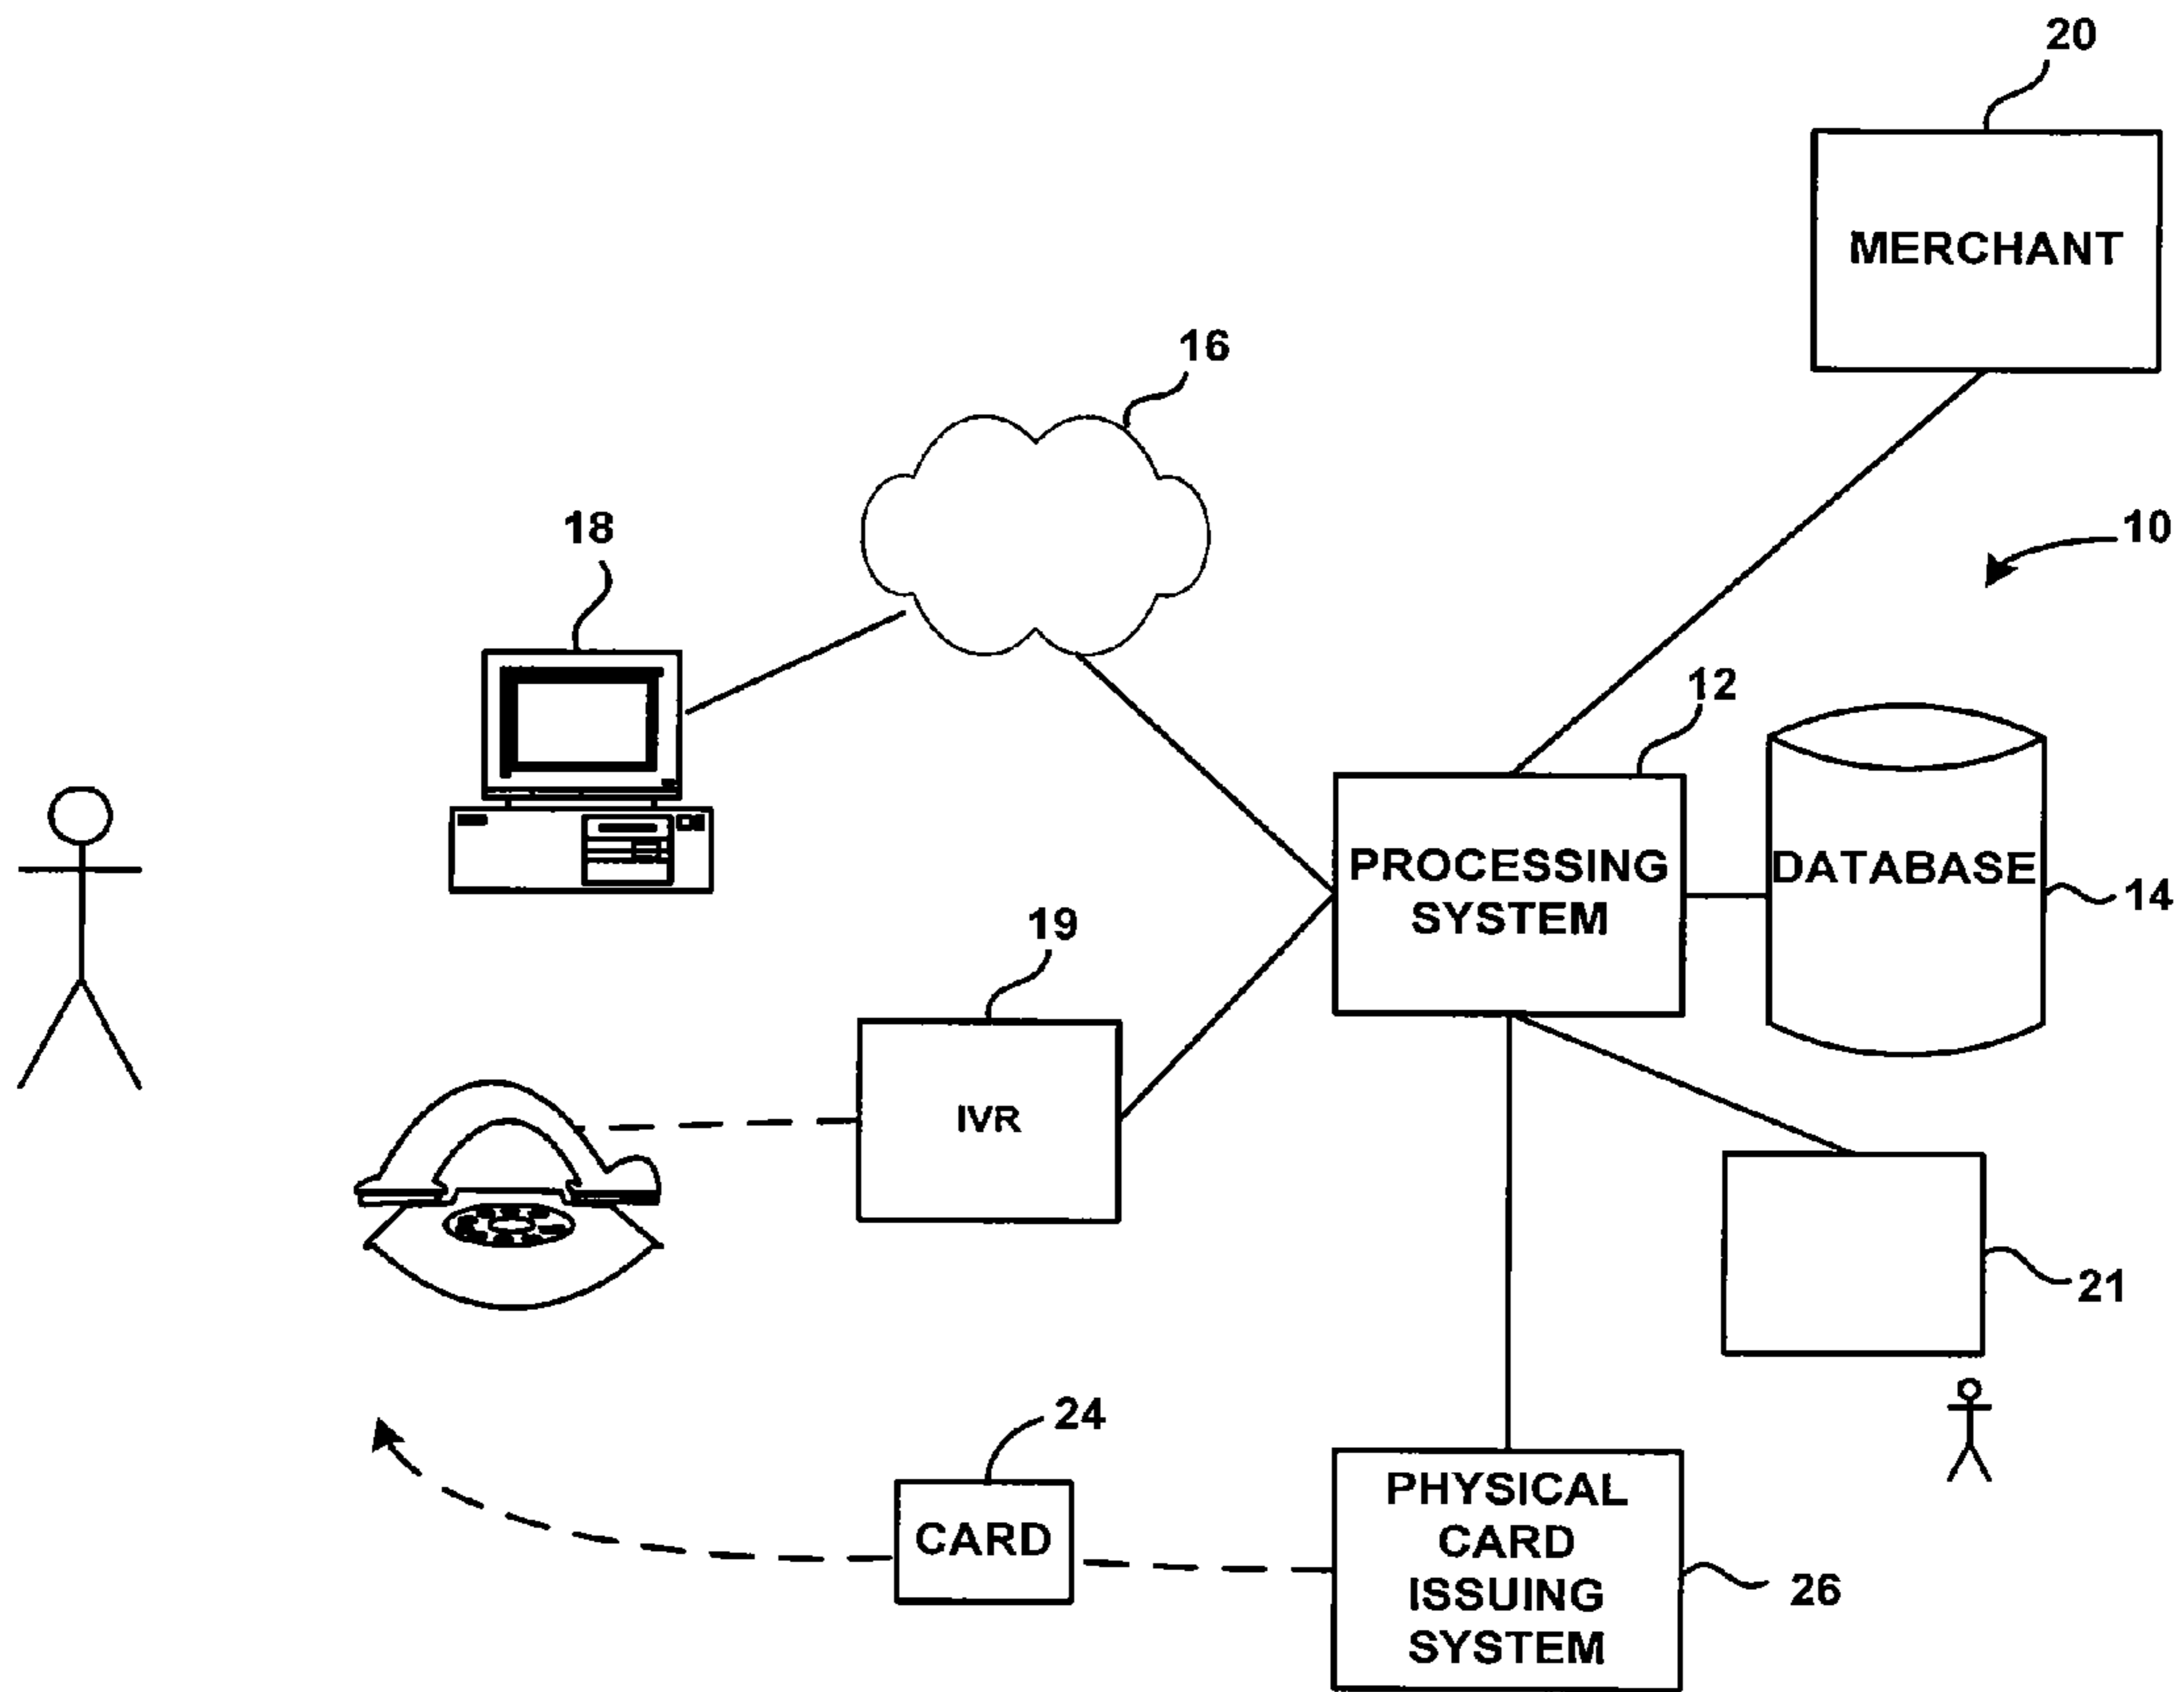 20
MERCHANT
16
10
18
12
PROCESSING
SYSTEM
DATABASE
14
19
IVR
21
24
CARD
PHYSICAL
CARD
ISSUING
SYSTEM
26